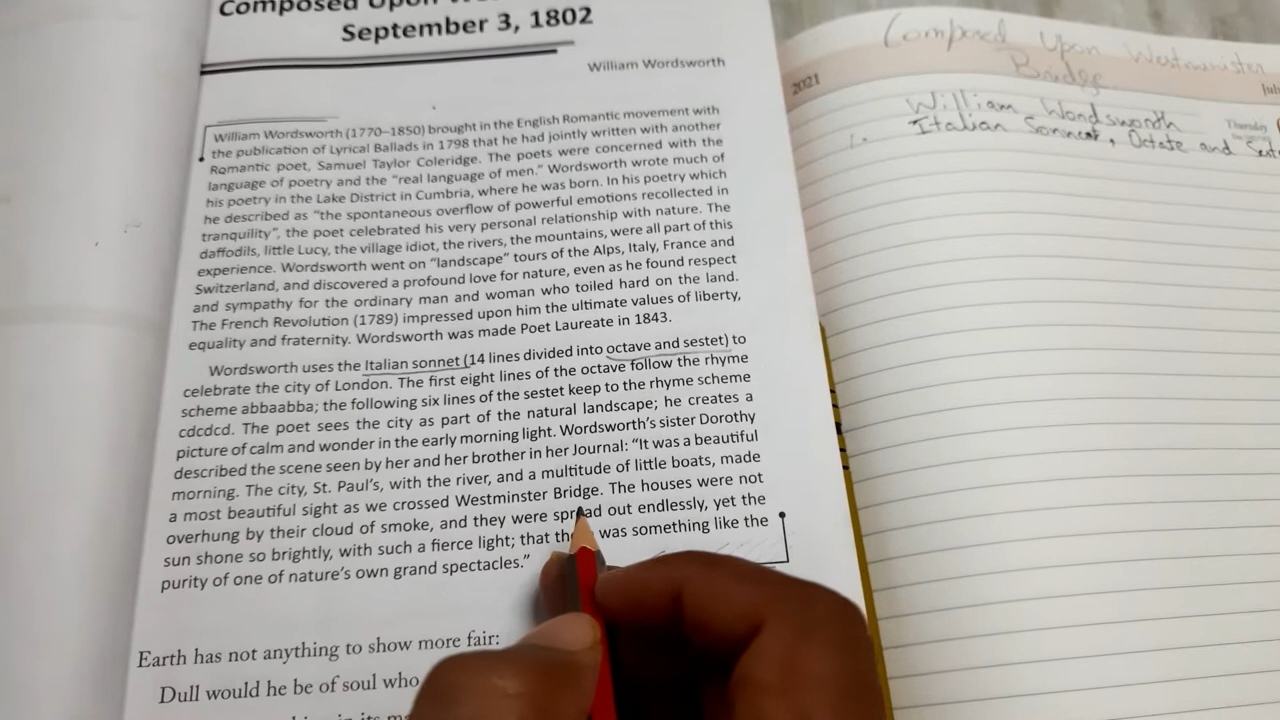 Composed Upon
September 3, 1802
William Wordsworth
William Wordsworth (1770–1850) brought in the English Romantic movement with
the publication of Lyrical Ballads in 1798 that he had jointly written with another
Romantic poet, Samuel Taylor Coleridge. The poets were concerned with the
language of poetry and the “real language of men.” Wordsworth wrote much of
his poetry in the Lake District in Cumbria, where he was born. In his poetry which
he described as “the spontaneous overflow of powerful emotions recollected in
tranquility”, the poet celebrated his very personal relationship with nature. The
daffodils, little Lucy, the village idiot, the rivers, the mountains, were all part of this
experience. Wordsworth went on “landscape” tours of the Alps, Italy, France and
Switzerland, and discovered a profound love for nature, even as he found respect
and sympathy for the ordinary man and woman who toiled hard on the land.
The French Revolution (1789) impressed upon him the ultimate values of liberty,
equality and fraternity. Wordsworth was made Poet Laureate in 1843.
Wordsworth uses the Italian sonnet (14 lines divided into octave and sestet) to
celebrate the city of London. The first eight lines of the octave follow the rhyme
scheme abbaabba; the following six lines of the sestet keep to the rhyme scheme
cdcdcd. The poet sees the city as part of the natural landscape; he creates a
picture of calm and wonder in the early morning light. Wordsworth’s sister Dorothy
described the scene seen by her and her brother in her Journal: “It was a beautiful
morning. The city, St. Paul’s, with the river, and a multitude of little boats, made
a most beautiful sight as we crossed Westminster Bridge. The houses were not
overhung by their cloud of smoke, and they were spread out endlessly, yet the
sun shone so brightly, with such a fierce light; that there was something like the
purity of one of nature’s own grand spectacles.”
Earth has not anything to show more fair:
Dull would he be of soul who
in its
Composed Upon Westminister
Bridge
2021
William Wordsworth
Thursday
1. Italian Sonnet, Octate and